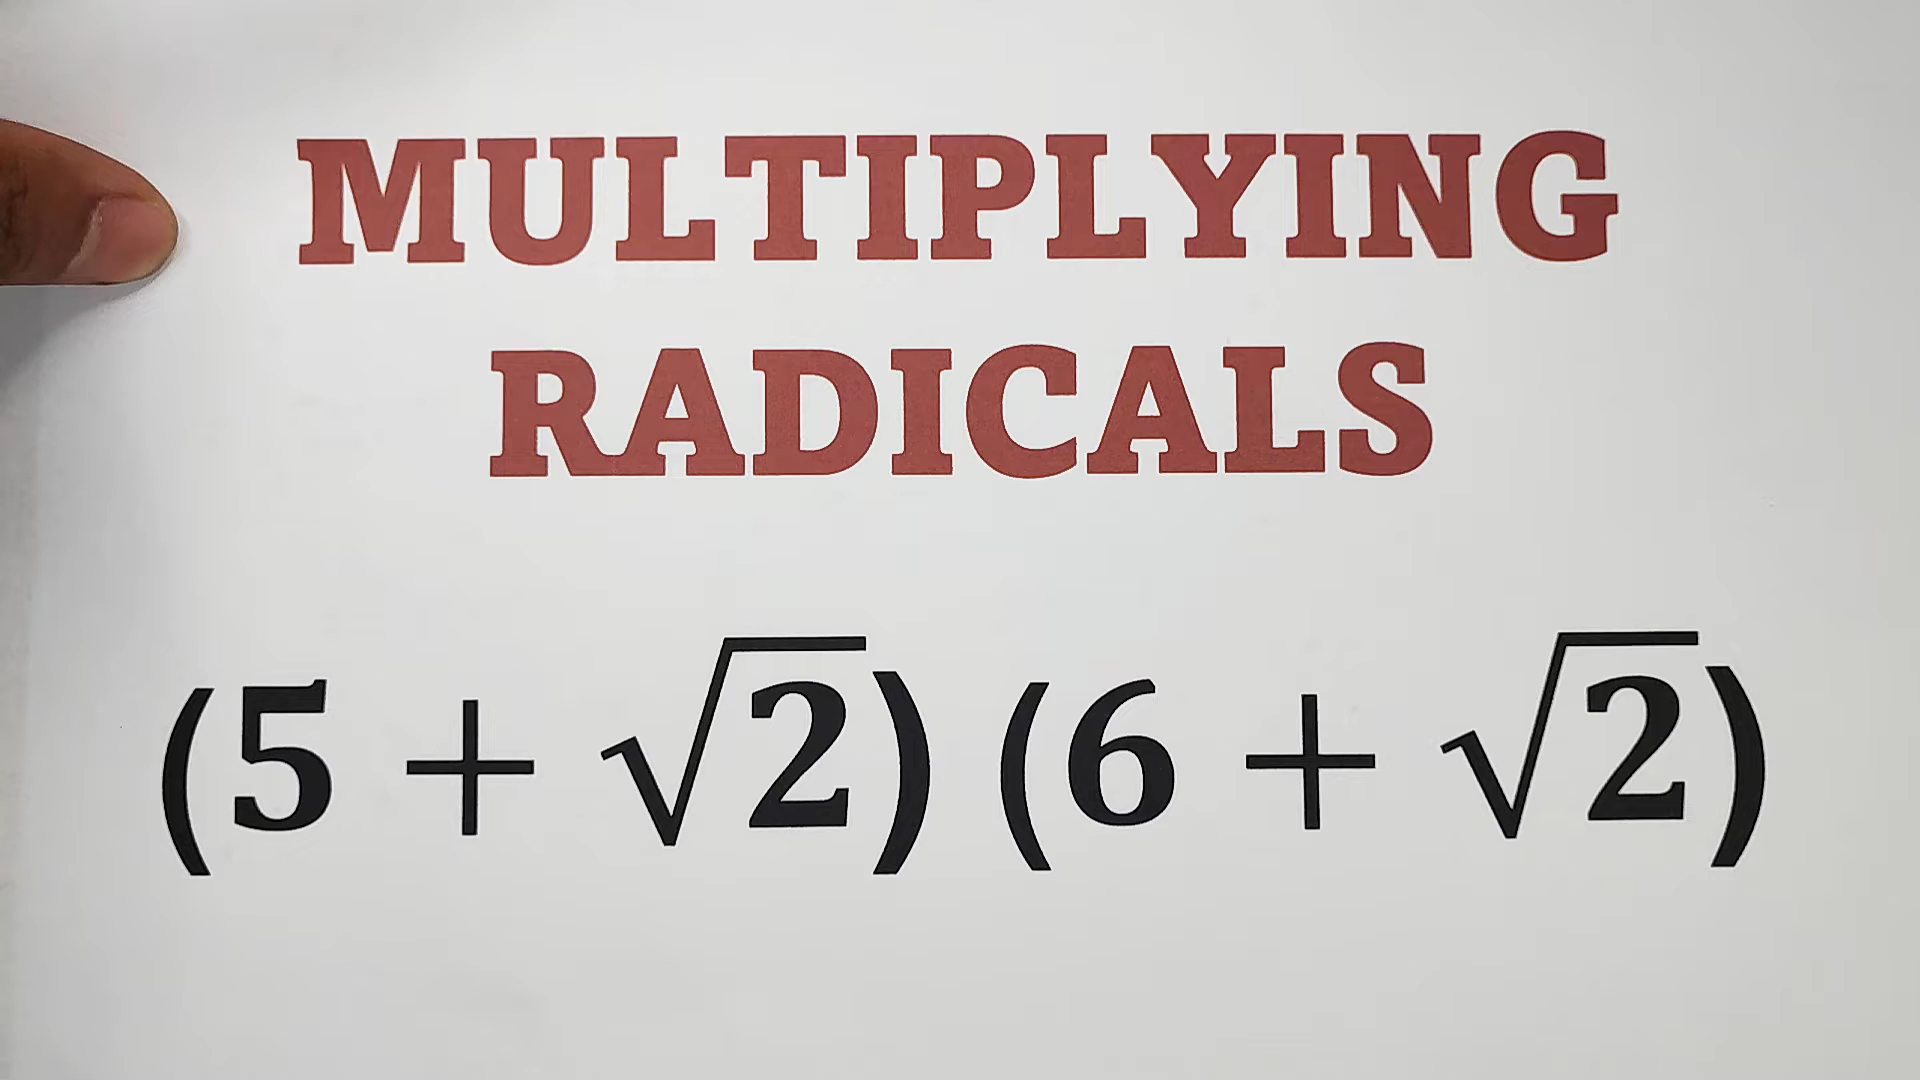 MULTIPLYING
RADICALS
(5 + √2) (6 + √2)